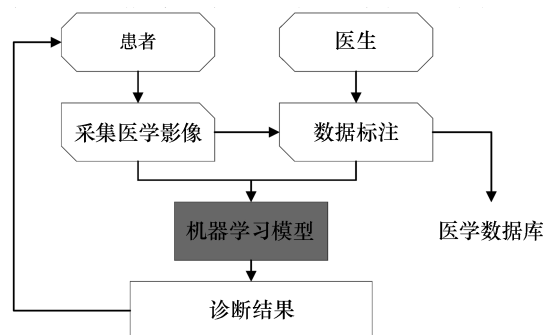 患者
医生
采集医学影像
数据标注
机器学习模型
医学数据库
诊断结果